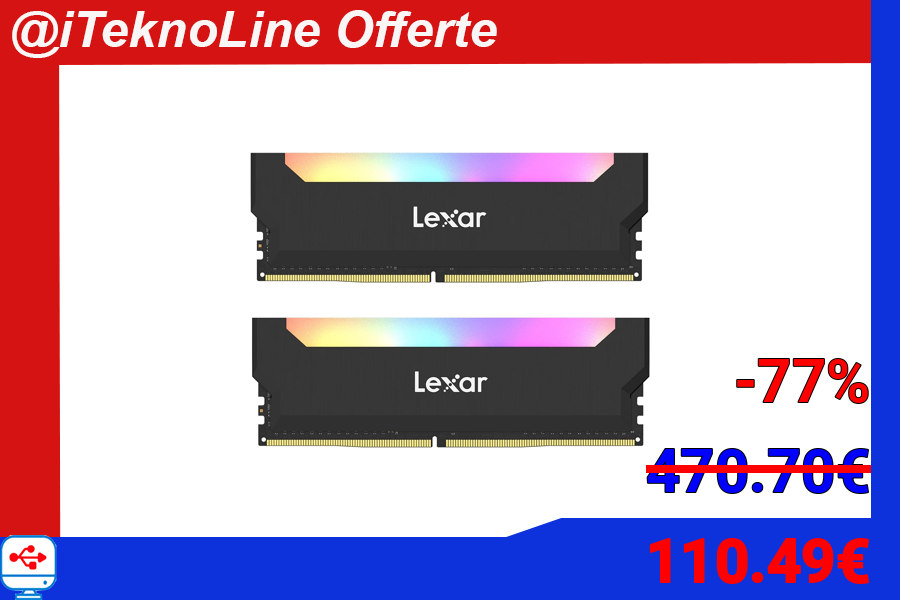 @iTeknoLine Offerte
Lexar
Lexar
-77%
470.70€
110.49€